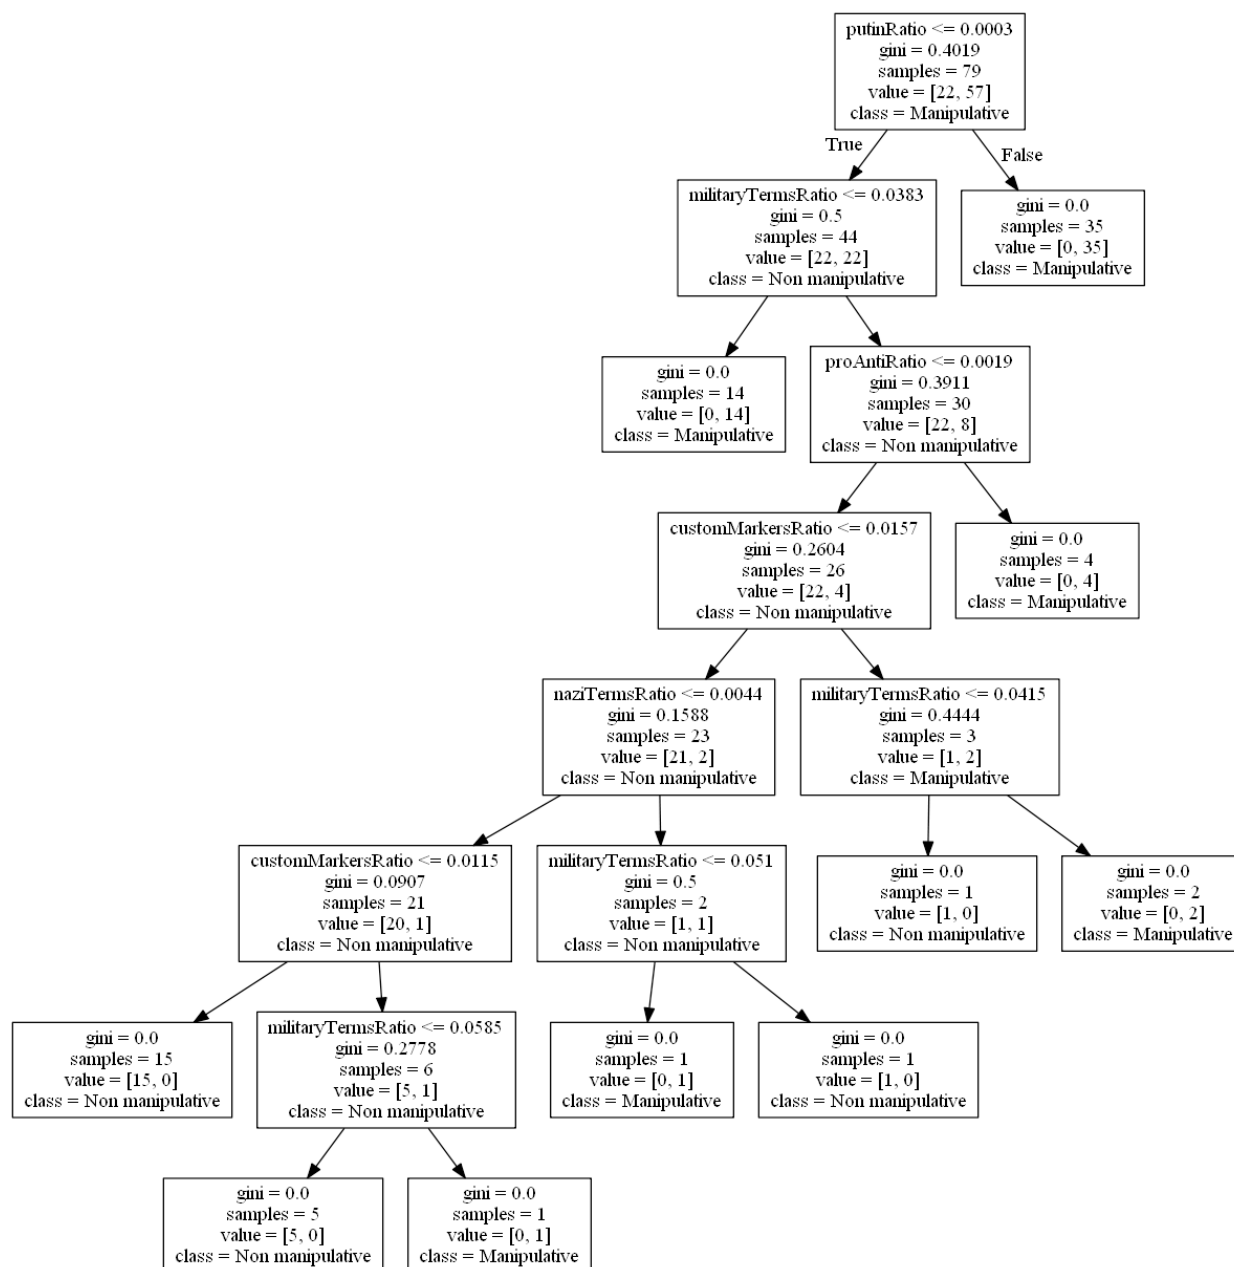 putinRatio <= 0.0003
gini = 0.4019
samples = 79
value = [22, 57]
class = Manipulative
True
False
militaryTermsRatio <= 0.0383
gini = 0.5
samples = 44
value = [22, 22]
class = Non manipulative
gini = 0.0
samples = 35
value = [0, 35]
class = Manipulative
gini = 0.0
samples = 14
value = [0, 14]
class = Manipulative
proAntiRatio <= 0.0019
gini = 0.3911
samples = 30
value = [22, 8]
class = Non manipulative
customMarkersRatio <= 0.0157
gini = 0.2604
samples = 26
value = [22, 4]
class = Non manipulative
gini = 0.0
samples = 4
value = [0, 4]
class = Manipulative
naziTermsRatio <= 0.0044
gini = 0.1588
samples = 23
value = [21, 2]
class = Non manipulative
militaryTermsRatio <= 0.0415
gini = 0.4444
samples = 3
value = [1, 2]
class = Manipulative
customMarkersRatio <= 0.0115
gini = 0.0907
samples = 21
value = [20, 1]
class = Non manipulative
militaryTermsRatio <= 0.051
gini = 0.5
samples = 2
value = [1, 1]
class = Non manipulative
gini = 0.0
samples = 1
value = [1, 0]
class = Non manipulative
gini = 0.0
samples = 2
value = [0, 2]
class = Manipulative
gini = 0.0
samples = 15
value = [15, 0]
class = Non manipulative
militaryTermsRatio <= 0.0585
gini = 0.2778
samples = 6
value = [5, 1]
class = Non manipulative
gini = 0.0
samples = 1
value = [0, 1]
class = Manipulative
gini = 0.0
samples = 1
value = [1, 0]
class = Non manipulative
gini = 0.0
samples = 5
value = [5, 0]
class = Non manipulative
gini = 0.0
samples = 1
value = [0, 1]
class = Manipulative